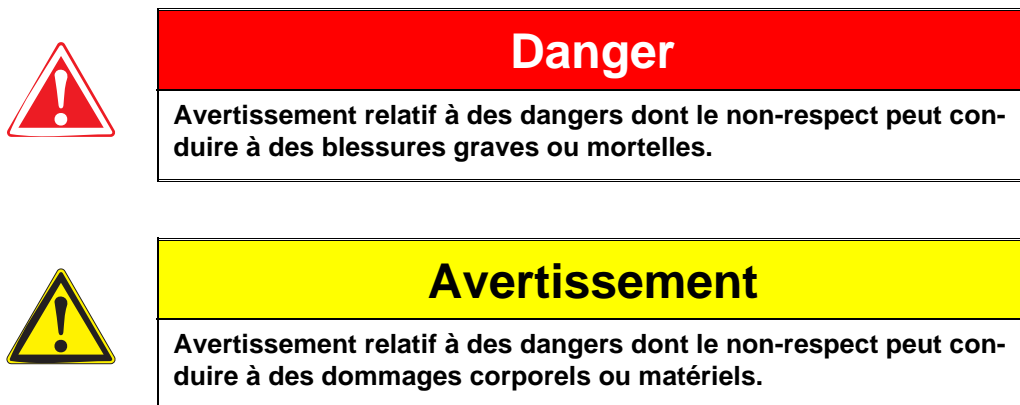 Danger
Avertissement relatif à des dangers dont le non-respect peut con-
duire à des blessures graves ou mortelles.
Avertissement
Avertissement relatif à des dangers dont le non-respect peut con-
duire à des dommages corporels ou matériels.